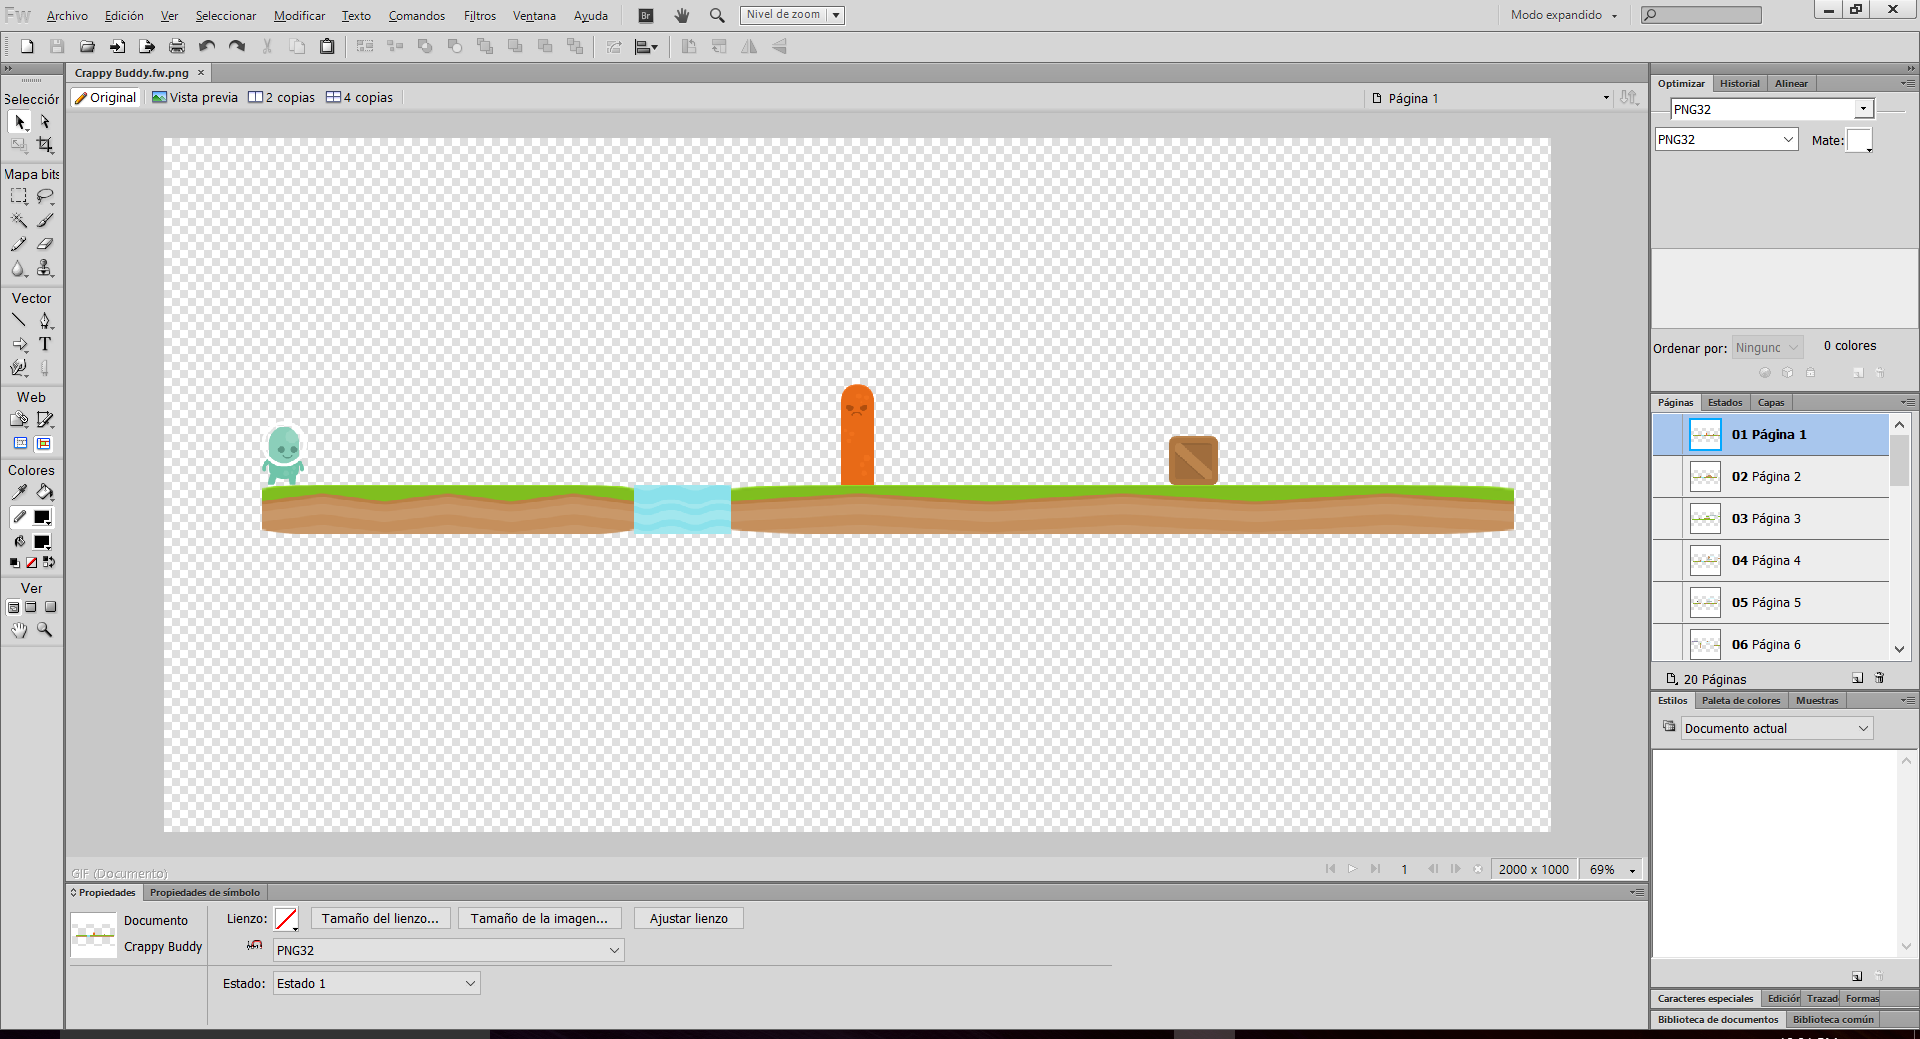 Fw Archivo Edición Ver Seleccionar Modificar Texto Comandos Filtros Ventana Ayuda Br Nivel de zoom Modo expandido
Crappy Buddy.fw.png ×
Original Vista previa 2 copias 4 copias Página 1
Selección
Mapa bits
Vector
T
Web
Colores
Ver
Optimizar Historial Alinear
PNG32
PNG32 Mate:
Ordenar por: Ninguno 0 colores
Páginas Estados Capas
01 Página 1
02 Página 2
03 Página 3
04 Página 4
05 Página 5
06 Página 6
20 Páginas
Estilos Paleta de colores Muestras
Documento actual
Caracteres especiales Edición Trazad Formas
Biblioteca de documentos Biblioteca común
GIF (Documento) 1 2000 x 1000 69%
Propiedades Propiedades de símbolo
Documento
Crappy Buddy
Lienzo: Tamaño del lienzo... Tamaño de la imagen... Ajustar lienzo
PNG32
Estado: Estado 1